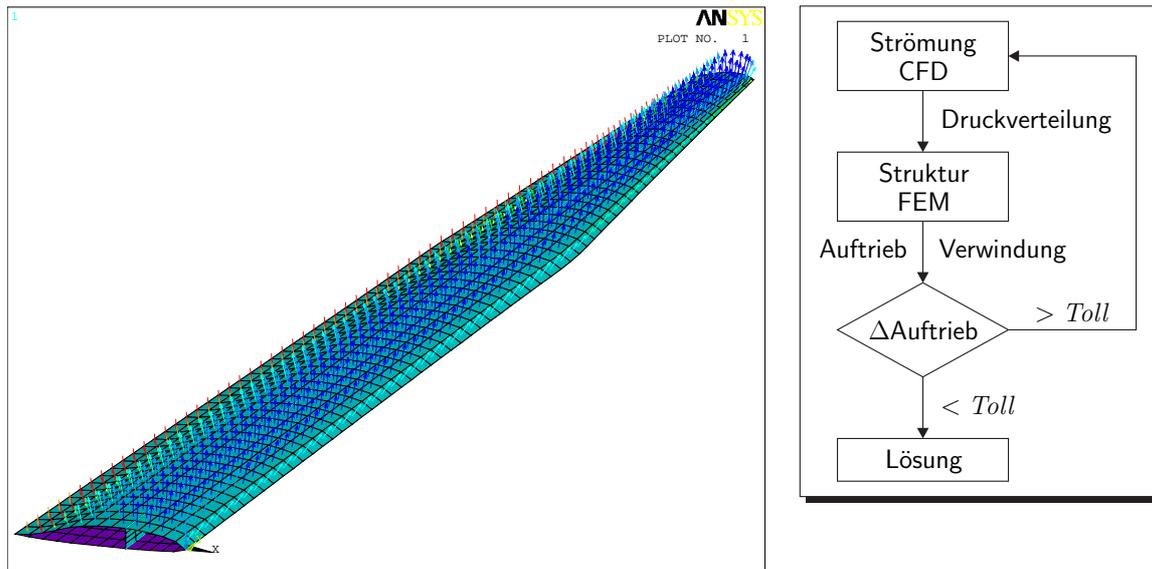 1
ANSYS
PLOT NO. 1
X
Strömung
CFD
Druckverteilung
Struktur
FEM
Auftrieb Verwindung
ΔAuftrieb
> Toll
< Toll
Lösung